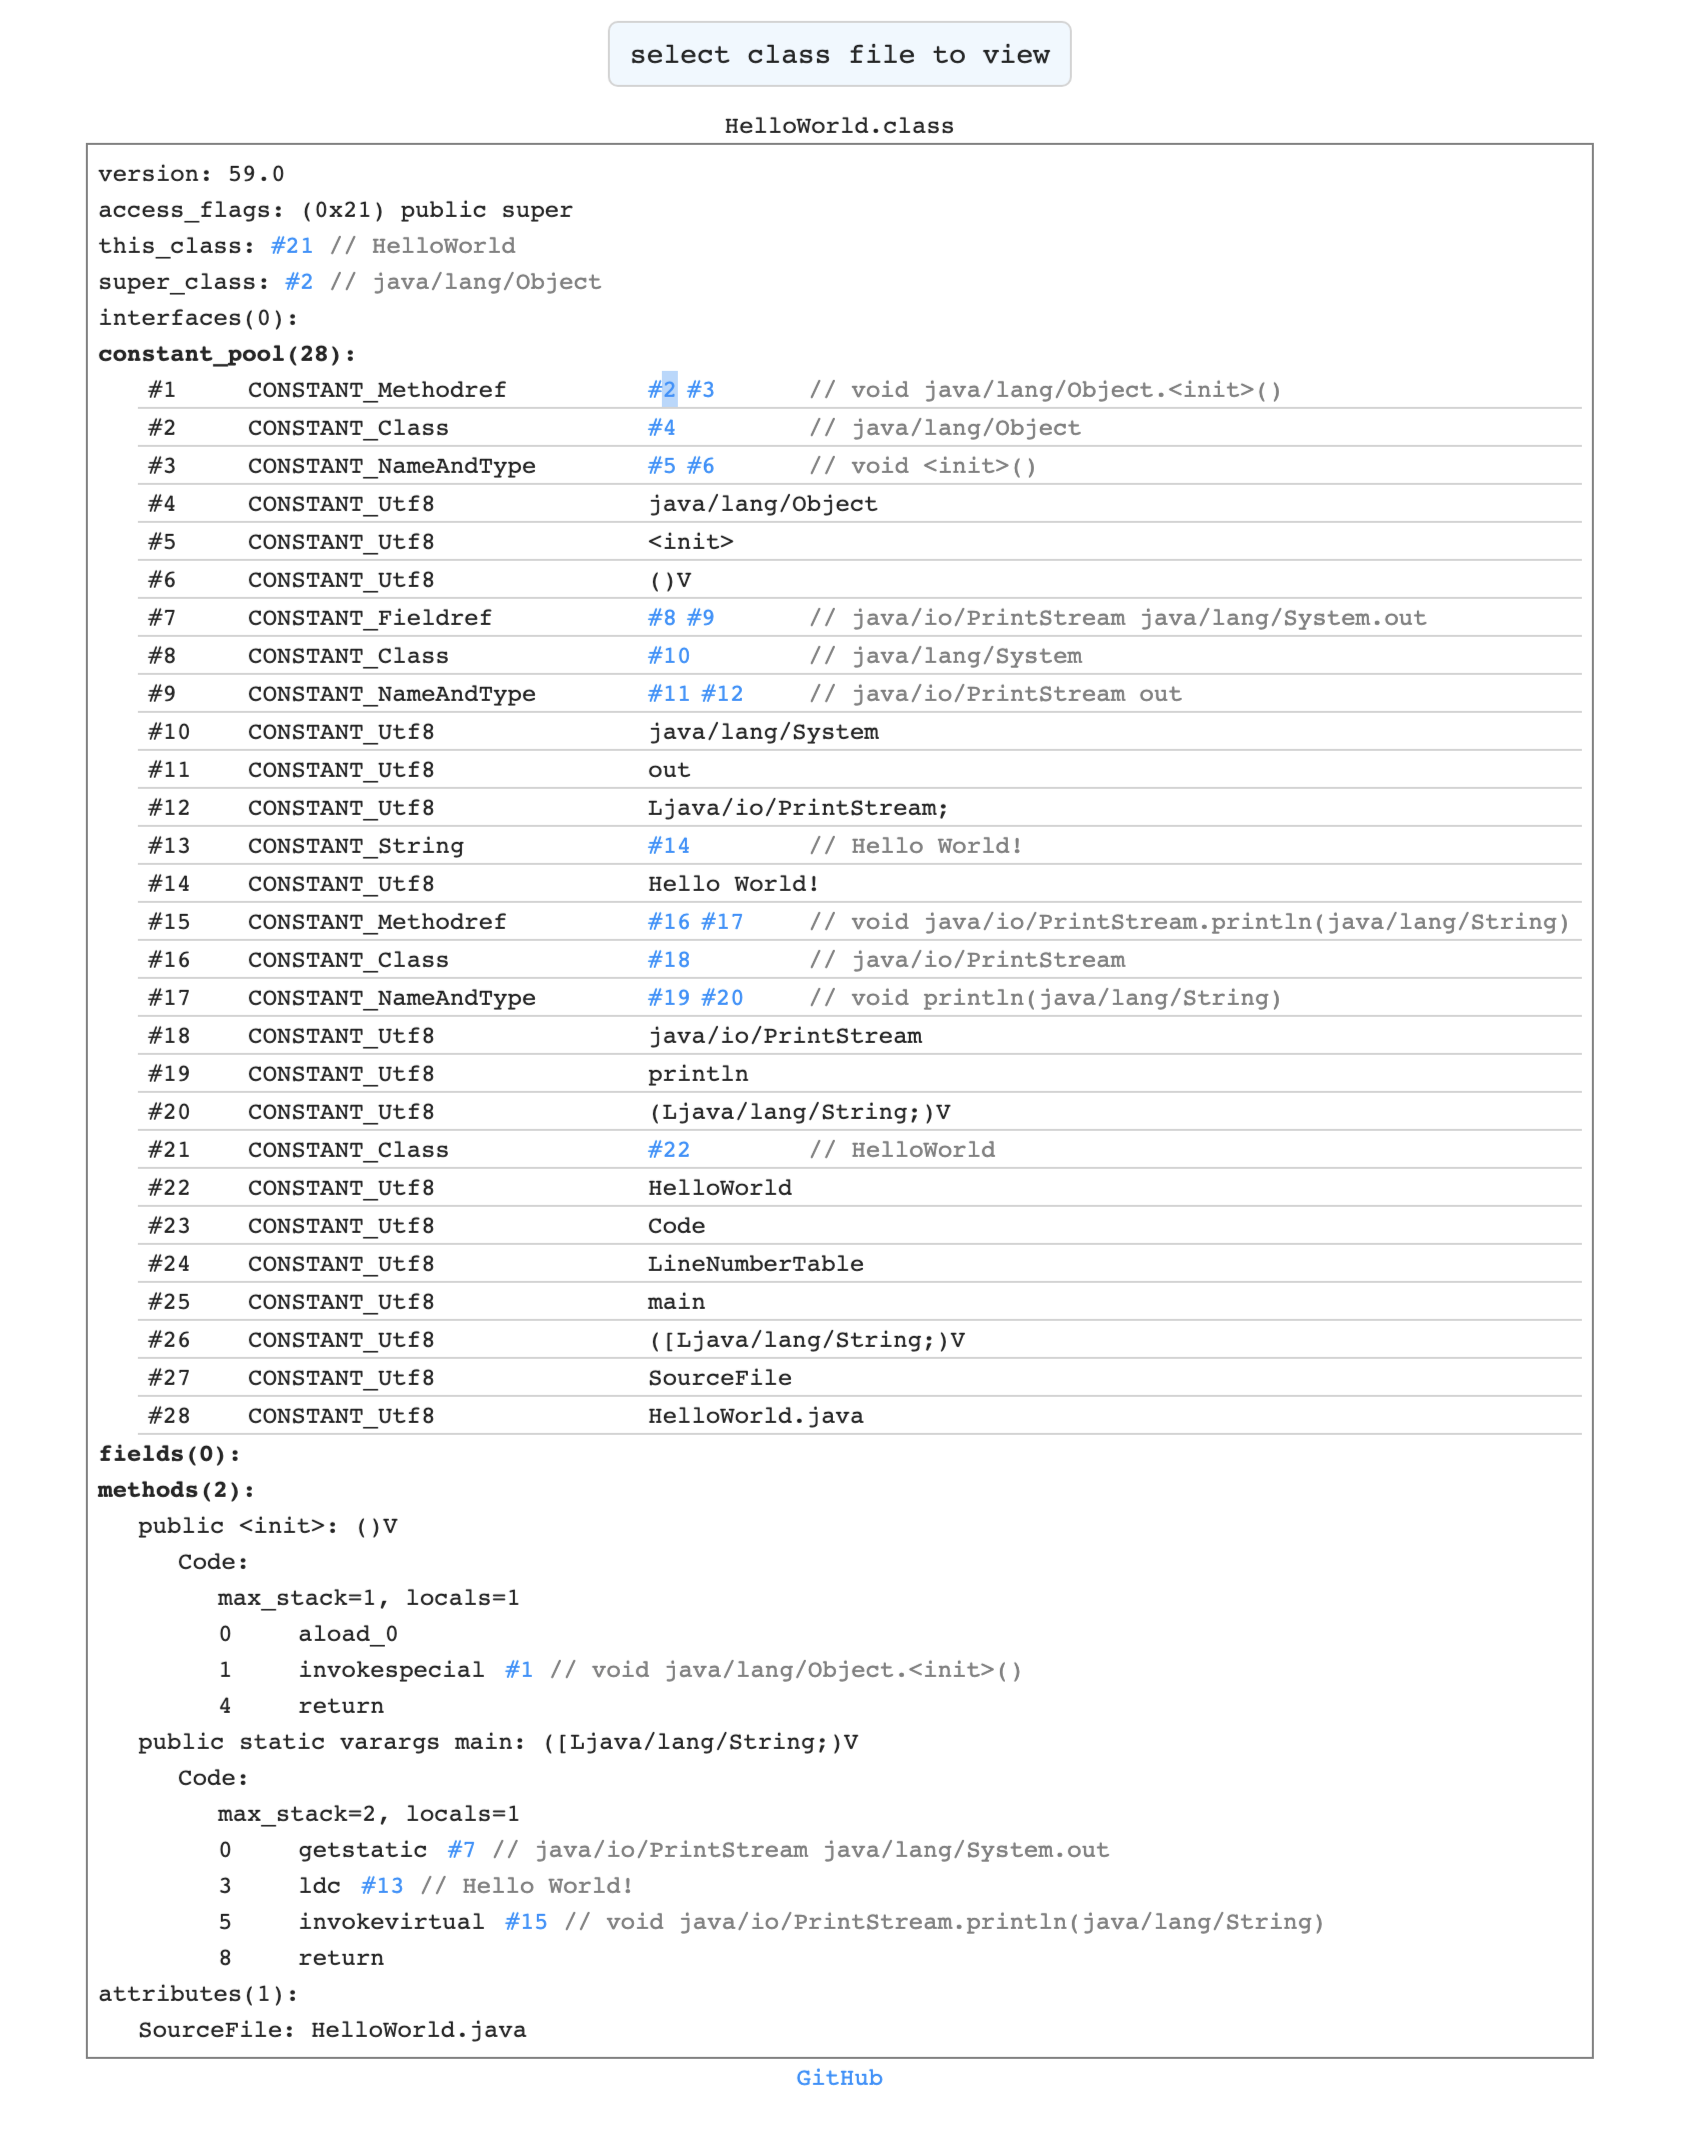 select class file to view
HelloWorld.class
version: 59.0
access_flags: (0x21) public super
this_class: #21 // HelloWorld
super_class: #2 // java/lang/Object
interfaces(0):
constant_pool(28):
#1 CONSTANT_Methodref #2 #3 // void java/lang/Object.<init>()
#2 CONSTANT_Class #4 // java/lang/Object
#3 CONSTANT_NameAndType #5 #6 // void <init>()
#4 CONSTANT_Utf8 java/lang/Object
#5 CONSTANT_Utf8 <init>
#6 CONSTANT_Utf8 ()V
#7 CONSTANT_Fieldref #8 #9 // java/io/PrintStream java/lang/System.out
#8 CONSTANT_Class #10 // java/lang/System
#9 CONSTANT_NameAndType #11 #12 // java/io/PrintStream out
#10 CONSTANT_Utf8 java/lang/System
#11 CONSTANT_Utf8 out
#12 CONSTANT_Utf8 Ljava/io/PrintStream;
#13 CONSTANT_String #14 // Hello World!
#14 CONSTANT_Utf8 Hello World!
#15 CONSTANT_Methodref #16 #17 // void java/io/PrintStream.println(java/lang/String)
#16 CONSTANT_Class #18 // java/io/PrintStream
#17 CONSTANT_NameAndType #19 #20 // void println(java/lang/String)
#18 CONSTANT_Utf8 java/io/PrintStream
#19 CONSTANT_Utf8 println
#20 CONSTANT_Utf8 (Ljava/lang/String;)V
#21 CONSTANT_Class #22 // HelloWorld
#22 CONSTANT_Utf8 HelloWorld
#23 CONSTANT_Utf8 Code
#24 CONSTANT_Utf8 LineNumberTable
#25 CONSTANT_Utf8 main
#26 CONSTANT_Utf8 ([Ljava/lang/String;)V
#27 CONSTANT_Utf8 SourceFile
#28 CONSTANT_Utf8 HelloWorld.java
fields(0):
methods(2):
public <init>: ()V
Code:
max_stack=1, locals=1
0 aload_0
1 invokespecial #1 // void java/lang/Object.<init>()
4 return
public static varargs main: ([Ljava/lang/String;)V
Code:
max_stack=2, locals=1
0 getstatic #7 // java/io/PrintStream java/lang/System.out
3 ldc #13 // Hello World!
5 invokevirtual #15 // void java/io/PrintStream.println(java/lang/String)
8 return
attributes(1):
SourceFile: HelloWorld.java
GitHub